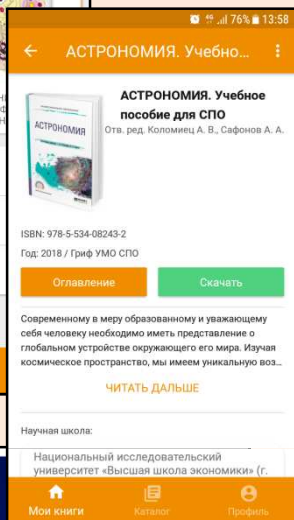 76% 13:58
АСТРОНОМИЯ. Учебно...
АСТРОНОМИЯ
АСТРОНОМИЯ. Учебное
пособие для СПО
Отв. ред. Коломиец А. В., Сафонов А. А.
ISBN: 978-5-534-08243-2
Год: 2018 / Гриф УМО СПО
Оглавление
Скачать
Современному в меру образованному и уважающему
себя человеку необходимо иметь представление о
глобальном устройстве окружающего его мира. Изучая
космическое пространство, мы имеем уникальную воз...
ЧИТАТЬ ДАЛЬШЕ
Научная школа:
Национальный исследовательский
университет «Высшая школа экономики» (г.
Мои книги
Каталог
Профиль